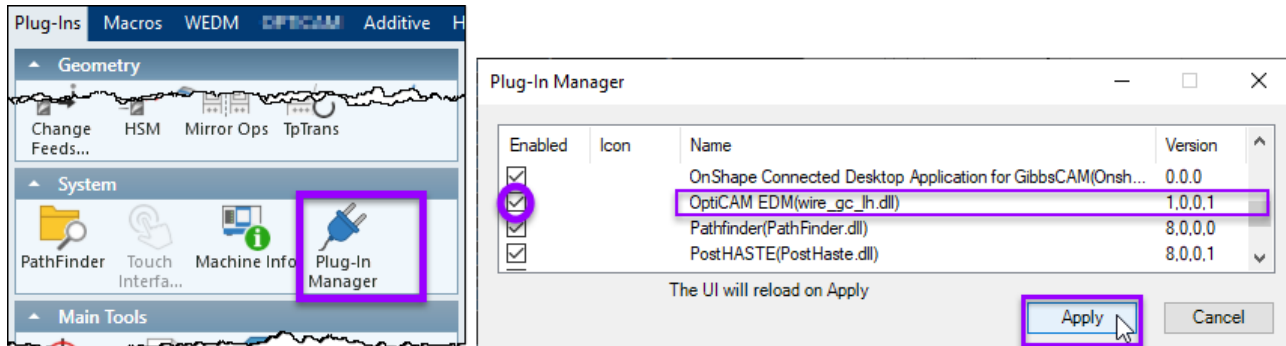 Plug-Ins Macros WEDM OPTICAM Additive H
Geometry
Change HSM Mirror Ops TpTrans
Feeds...
System
PathFinder Touch Machine Info Plug-In
Interfa... Manager
Main Tools
Plug-In Manager
Enabled Icon Name Version
OnShape Connected Desktop Application for GibbsCAM(Onsh... 0.0.0
OptiCAM EDM(wire_gc_lh.dll) 1,0,0,1
Pathfinder(PathFinder.dll) 8,0,0,0
PostHASTE(PostHaste.dll) 8,0,0,1
The UI will reload on Apply
Apply Cancel